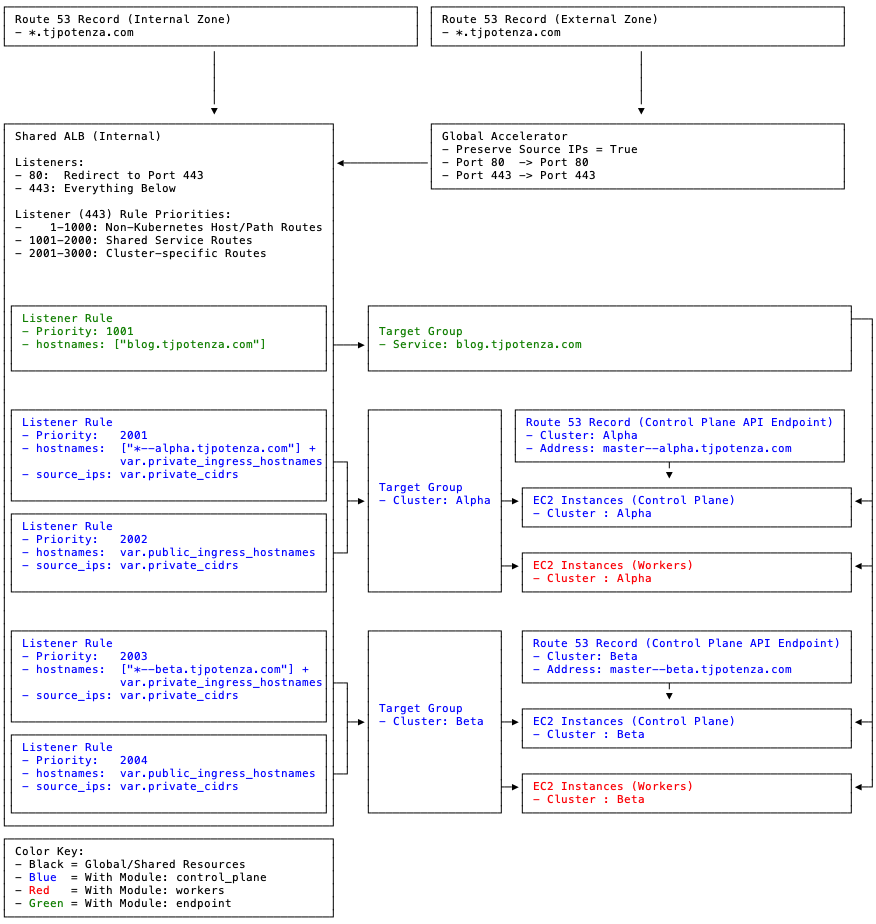 Route 53 Record (Internal Zone)
- *.tjpotenza.com
Route 53 Record (External Zone)
- *.tjpotenza.com
Shared ALB (Internal)
Listeners:
- 80:  Redirect to Port 443
- 443: Everything Below
Listener (443) Rule Priorities:
-    1-1000: Non-Kubernetes Host/Path Routes
- 1001-2000: Shared Service Routes
- 2001-3000: Cluster-specific Routes
Global Accelerator
- Preserve Source IPs = True
- Port 80  -> Port 80
- Port 443 -> Port 443
Listener Rule
- Priority: 1001
- hostnames: ["blog.tjpotenza.com"]
Target Group
- Service: blog.tjpotenza.com
Listener Rule
- Priority:   2001
- hostnames:  ["*--alpha.tjpotenza.com"] +
var.private_ingress_hostnames
- source_ips: var.private_cidrs
Listener Rule
- Priority:   2002
- hostnames:  var.public_ingress_hostnames
- source_ips: var.private_cidrs
Target Group
- Cluster: Alpha
Route 53 Record (Control Plane API Endpoint)
- Cluster: Alpha
- Address: master--alpha.tjpotenza.com
EC2 Instances (Control Plane)
- Cluster : Alpha
EC2 Instances (Workers)
- Cluster : Alpha
Listener Rule
- Priority:   2003
- hostnames:  ["*--beta.tjpotenza.com"] +
var.private_ingress_hostnames
- source_ips: var.private_cidrs
Listener Rule
- Priority:   2004
- hostnames:  var.public_ingress_hostnames
- source_ips: var.private_cidrs
Target Group
- Cluster: Beta
Route 53 Record (Control Plane API Endpoint)
- Cluster: Beta
- Address: master--beta.tjpotenza.com
EC2 Instances (Control Plane)
- Cluster : Beta
EC2 Instances (Workers)
- Cluster : Beta
Color Key:
- Black = Global/Shared Resources
- Blue  = With Module: control_plane
- Red   = With Module: workers
- Green = With Module: endpoint